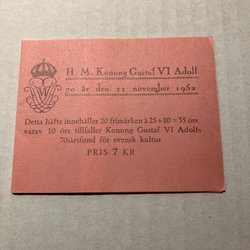 H. M. Konung Gustaf VI Adolf
70 år den 11 november 1952
Detta häfte innehåller 20 frimärken à 25 + 10 = 35 öre,
varav 10 öre tillfaller Konung Gustaf VI Adolfs
70årsfond för svensk kultur
PRIS 7 KR